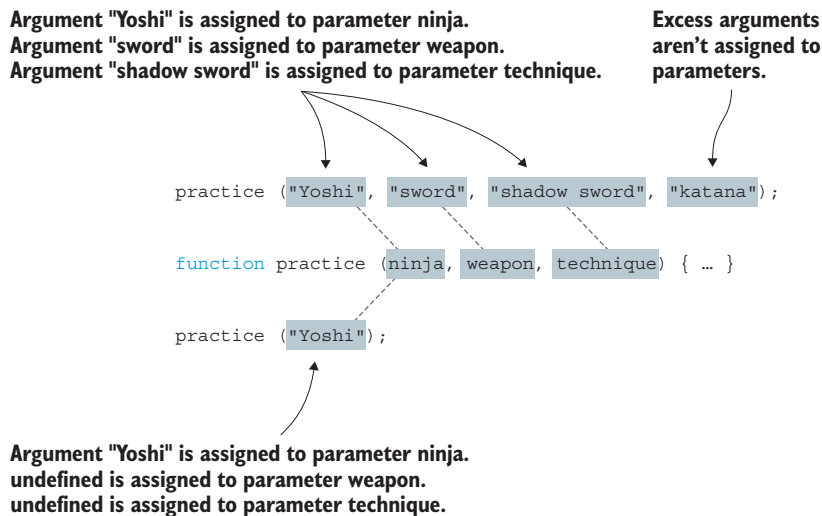 Argument "Yoshi" is assigned to parameter ninja.
Argument "sword" is assigned to parameter weapon.
Argument "shadow sword" is assigned to parameter technique.
Excess arguments
aren't assigned to
parameters.
practice ("Yoshi", "sword", "shadow sword", "katana");
function practice (ninja, weapon, technique) { … }
practice ("Yoshi");
Argument "Yoshi" is assigned to parameter ninja.
undefined is assigned to parameter weapon.
undefined is assigned to parameter technique.